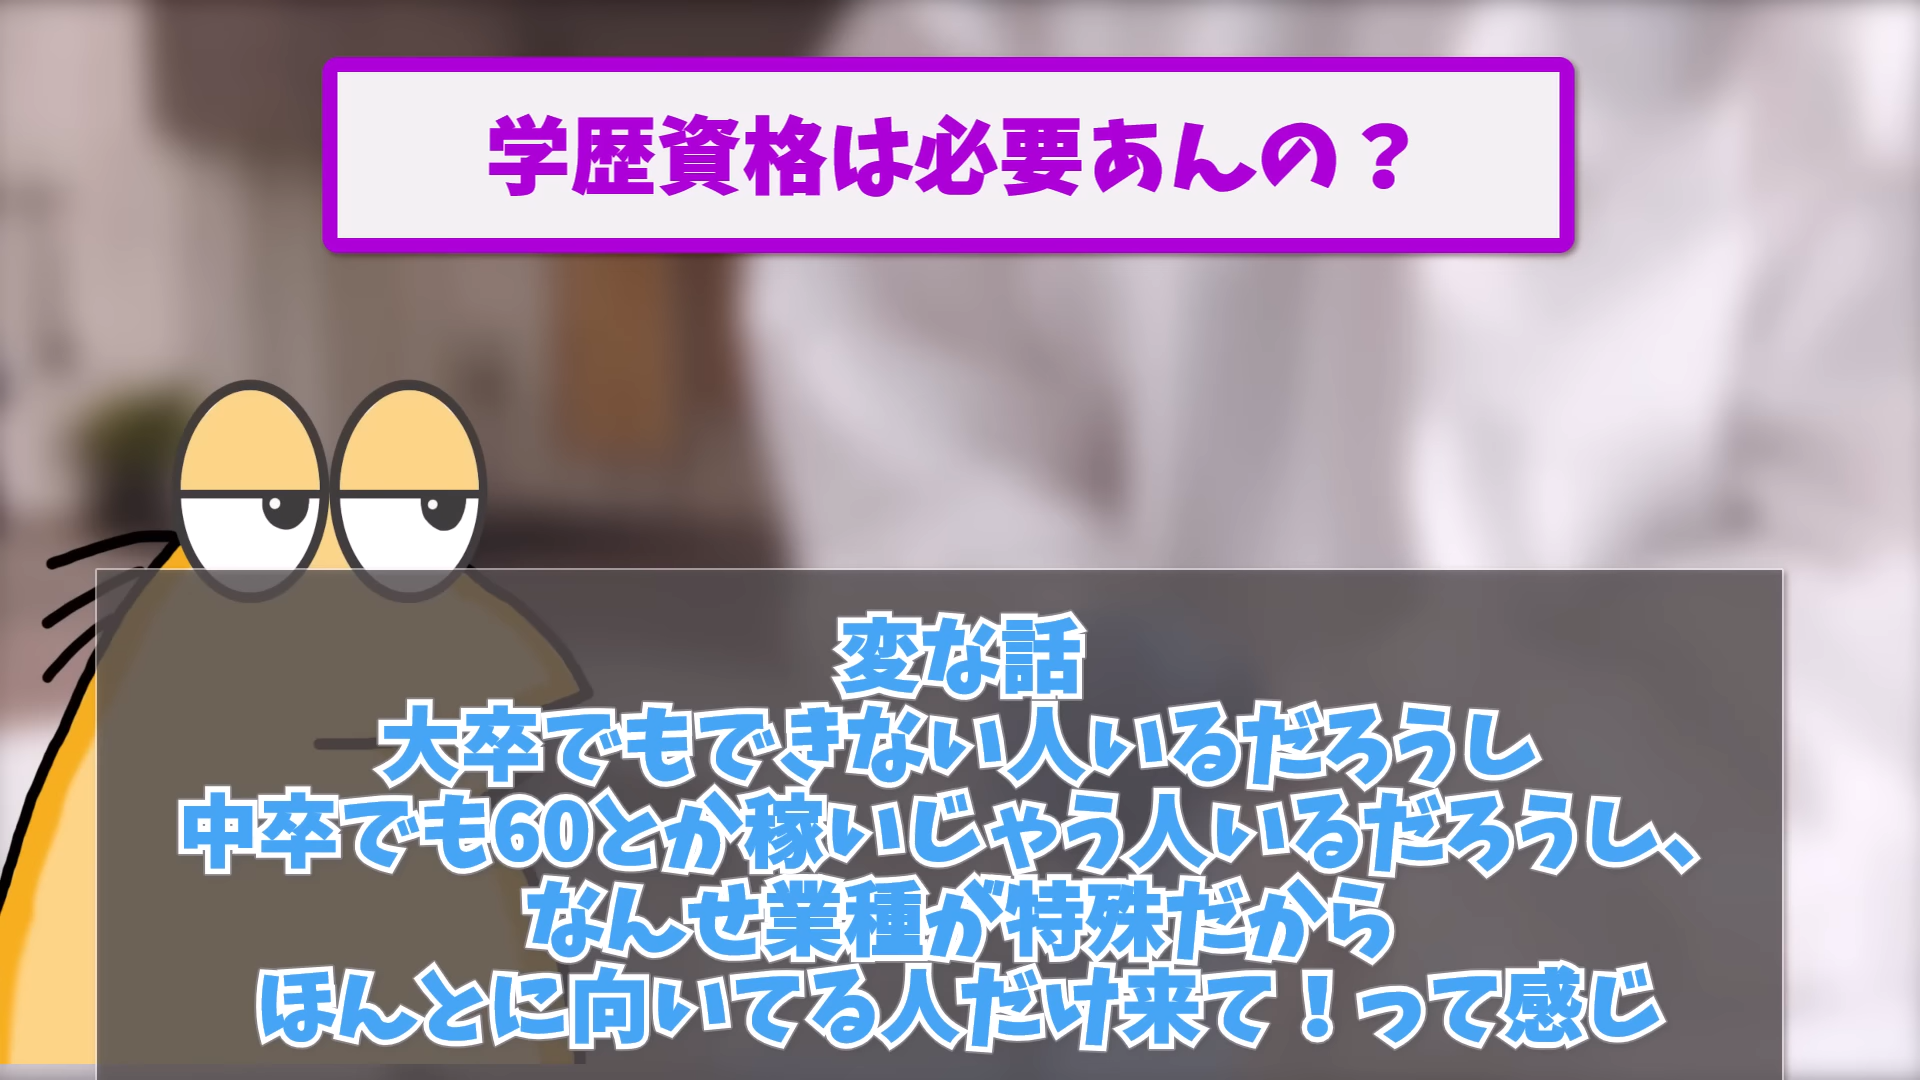 学歴資格は必要あんの？
変な話
大卒でもできない人いるだろうし
中卒でも60とか稼いじゃう人いるだろうし、
なんせ業種が特殊だから
ほんとに向いてる人だけ来て！って感じ